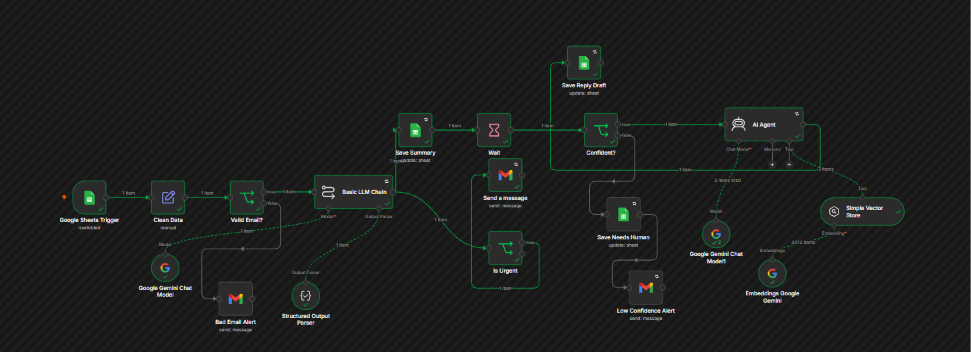 Google Sheets Trigger
rowAdded
1 item
Clean Data
manual
1 item
Valid Email?
true
false
1 item
Basic LLM Chain
Model*
Output Parser
1 item
Model
Google Gemini Chat
Model
Bad Email Alert
send: message
1 item
Output Parser
Structured Output
Parser
1 item
Save Summary
update: sheet
1 item
Wait
1 item
Send a message
send: message
1 item
Is Urgent
true
1 item
Save Reply Draft
update: sheet
Confident?
true
false
1 item
Save Needs Human
update: sheet
Low Confidence Alert
send: message
AI Agent
Chat Model*
Memory
Tool
Model
Google Gemini Chat
Model1
Tool
Simple Vector
Store
Embedding*
Embeddings
Embeddings Google
Gemini